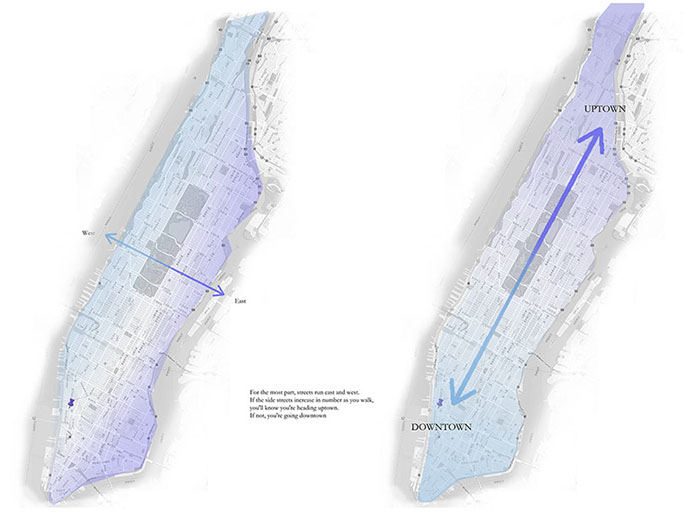 UPTOWN
West
East
For the most part, streets run east and west.
If the side streets increase in number as you walk,
you'll know you're heading uptown.
If not, you're going downtown
DOWNTOWN